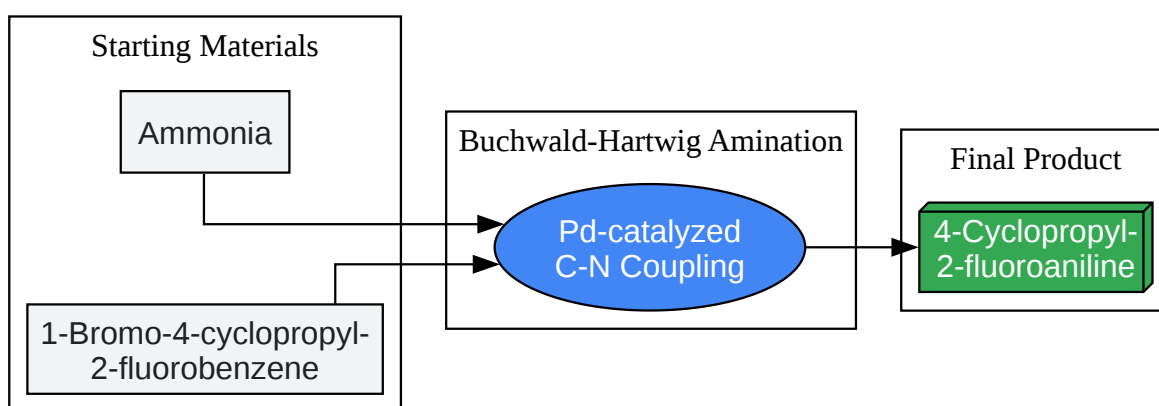 Starting Materials
Ammonia
1-Bromo-4-cyclopropyl-
2-fluorobenzene
Buchwald-Hartwig Amination
Pd-catalyzed
C-N Coupling
Final Product
4-Cyclopropyl-
2-fluoroaniline